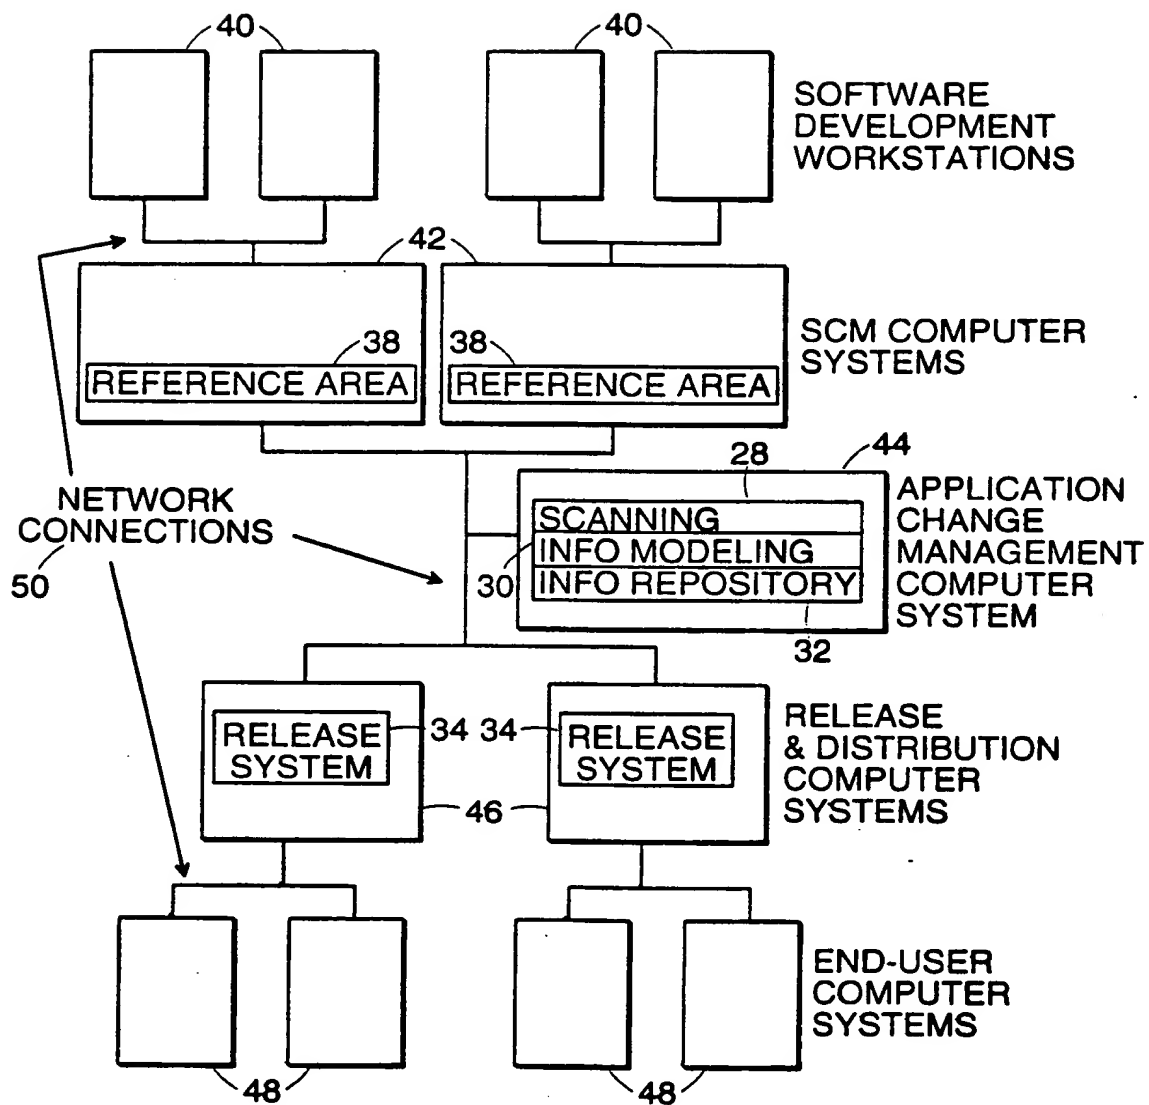 40
40
SOFTWARE
DEVELOPMENT
WORKSTATIONS
42
SCM COMPUTER
SYSTEMS
38
38
REFERENCE AREA
REFERENCE AREA
44
28
APPLICATION
CHANGE
MANAGEMENT
COMPUTER
SYSTEM
SCANNING
INFO MODELING
INFO REPOSITORY
30
32
NETWORK
CONNECTIONS
50
RELEASE
SYSTEM
34
34
RELEASE
SYSTEM
46
RELEASE
& DISTRIBUTION
COMPUTER
SYSTEMS
END-USER
COMPUTER
SYSTEMS
48
48